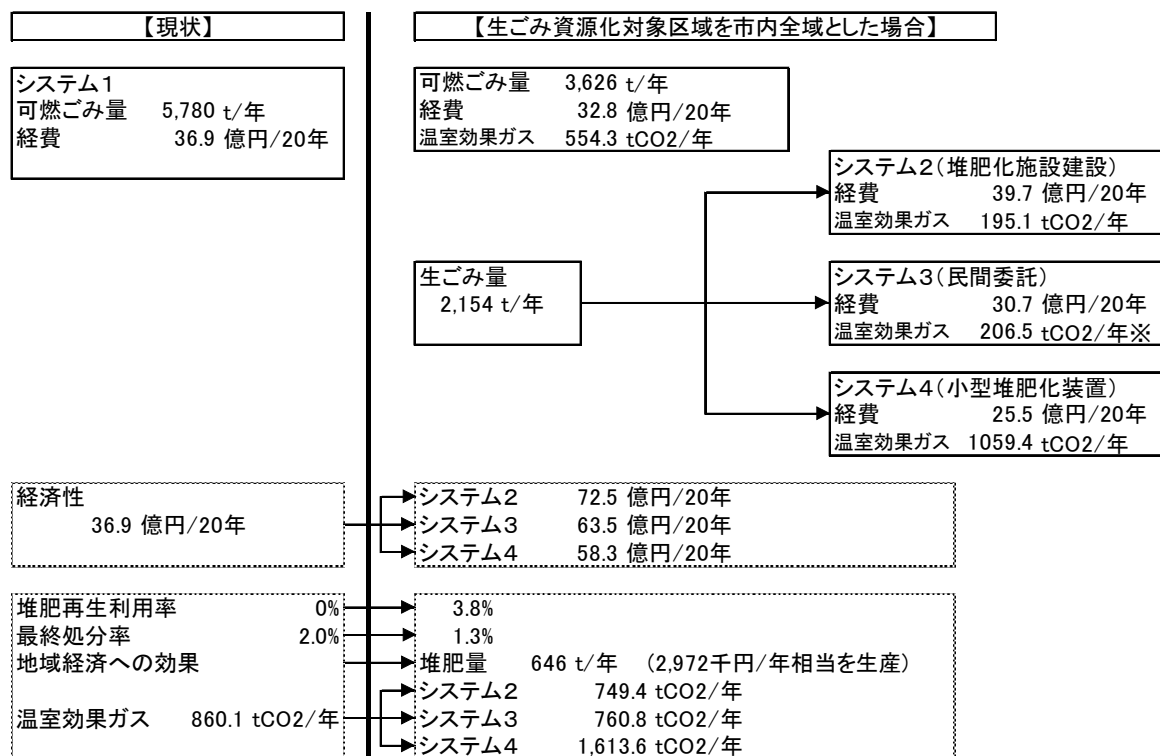 【現状】
【生ごみ資源化対象区域を市内全域とした場合】
システム1
可燃ごみ量 5,780 t/年
経費 36.9 億円/20年
可燃ごみ量 3,626 t/年
経費 32.8 億円/20年
温室効果ガス 554.3 tCO2/年
システム2(堆肥化施設建設)
経費 39.7 億円/20年
温室効果ガス 195.1 tCO2/年
生ごみ量
2,154 t/年
システム3(民間委託)
経費 30.7 億円/20年
温室効果ガス 206.5 tCO2/年※
システム4(小型堆肥化装置)
経費 25.5 億円/20年
温室効果ガス 1059.4 tCO2/年
経済性
36.9 億円/20年
システム2 72.5 億円/20年
システム3 63.5 億円/20年
システム4 58.3 億円/20年
堆肥再生利用率 0% 3.8%
最終処分率 2.0% 1.3%
地域経済への効果 堆肥量 646 t/年 (2,972千円/年相当を生産)
システム2 749.4 tCO2/年
温室効果ガス 860.1 tCO2/年 システム3 760.8 tCO2/年
システム4 1,613.6 tCO2/年